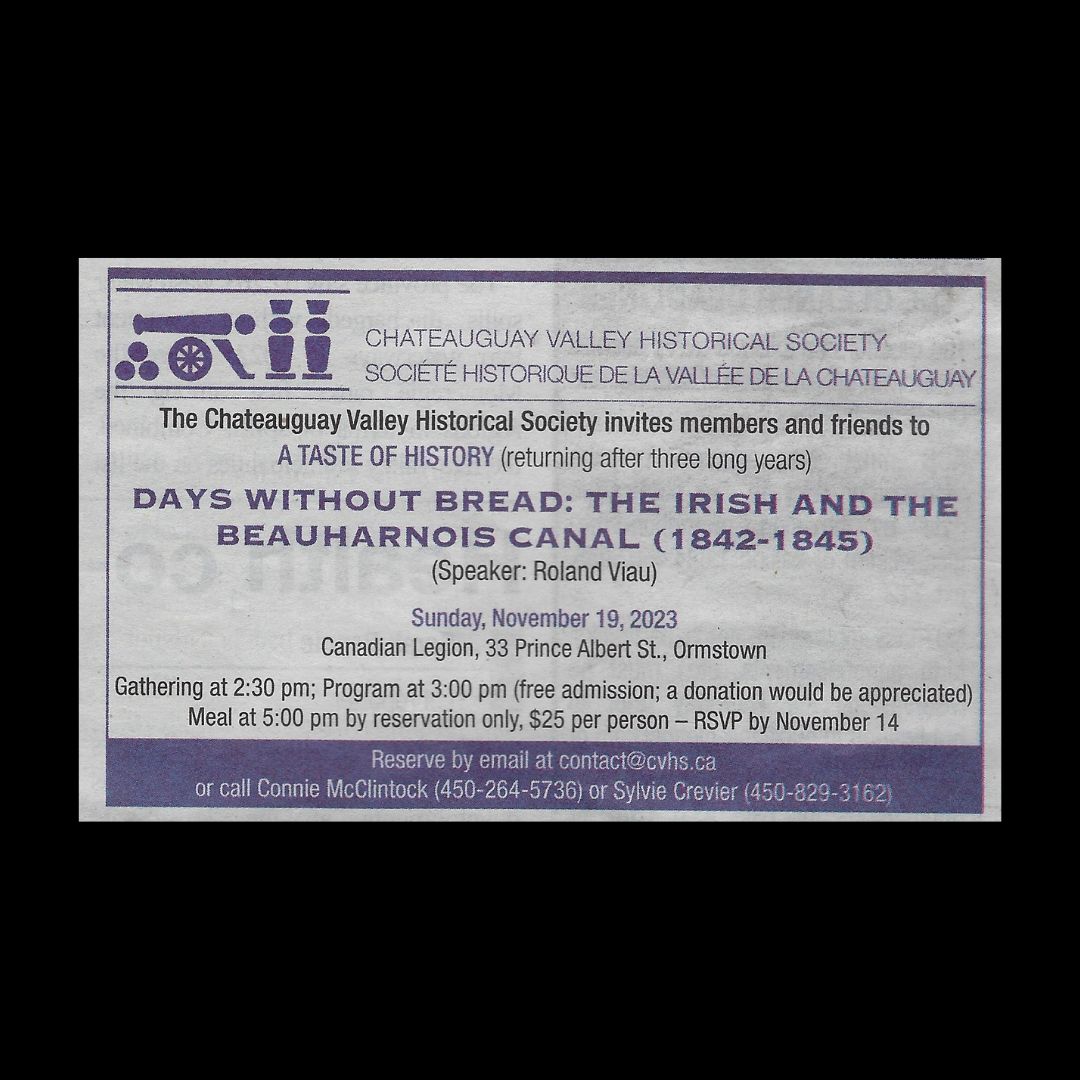 CHATEAUGUAY VALLEY HISTORICAL SOCIETY
SOCIÉTÉ HISTORIQUE DE LA VALLÉE DE LA CHATEAUGUAY
The Chateauguay Valley Historical Society invites members and friends to
A TASTE OF HISTORY (returning after three long years)
DAYS WITHOUT BREAD: THE IRISH AND THE
BEAUHARNOIS CANAL (1842-1845)
(Speaker: Roland Viau)
Sunday, November 19, 2023
Canadian Legion, 33 Prince Albert St., Ormstown
Gathering at 2:30 pm; Program at 3:00 pm (free admission; a donation would be appreciated)
Meal at 5:00 pm by reservation only, $25 per person – RSVP by November 14
Reserve by email at contact@cvhs.ca
or call Connie McClintock (450-264-5736) or Sylvie Crevier (450-829-3162)